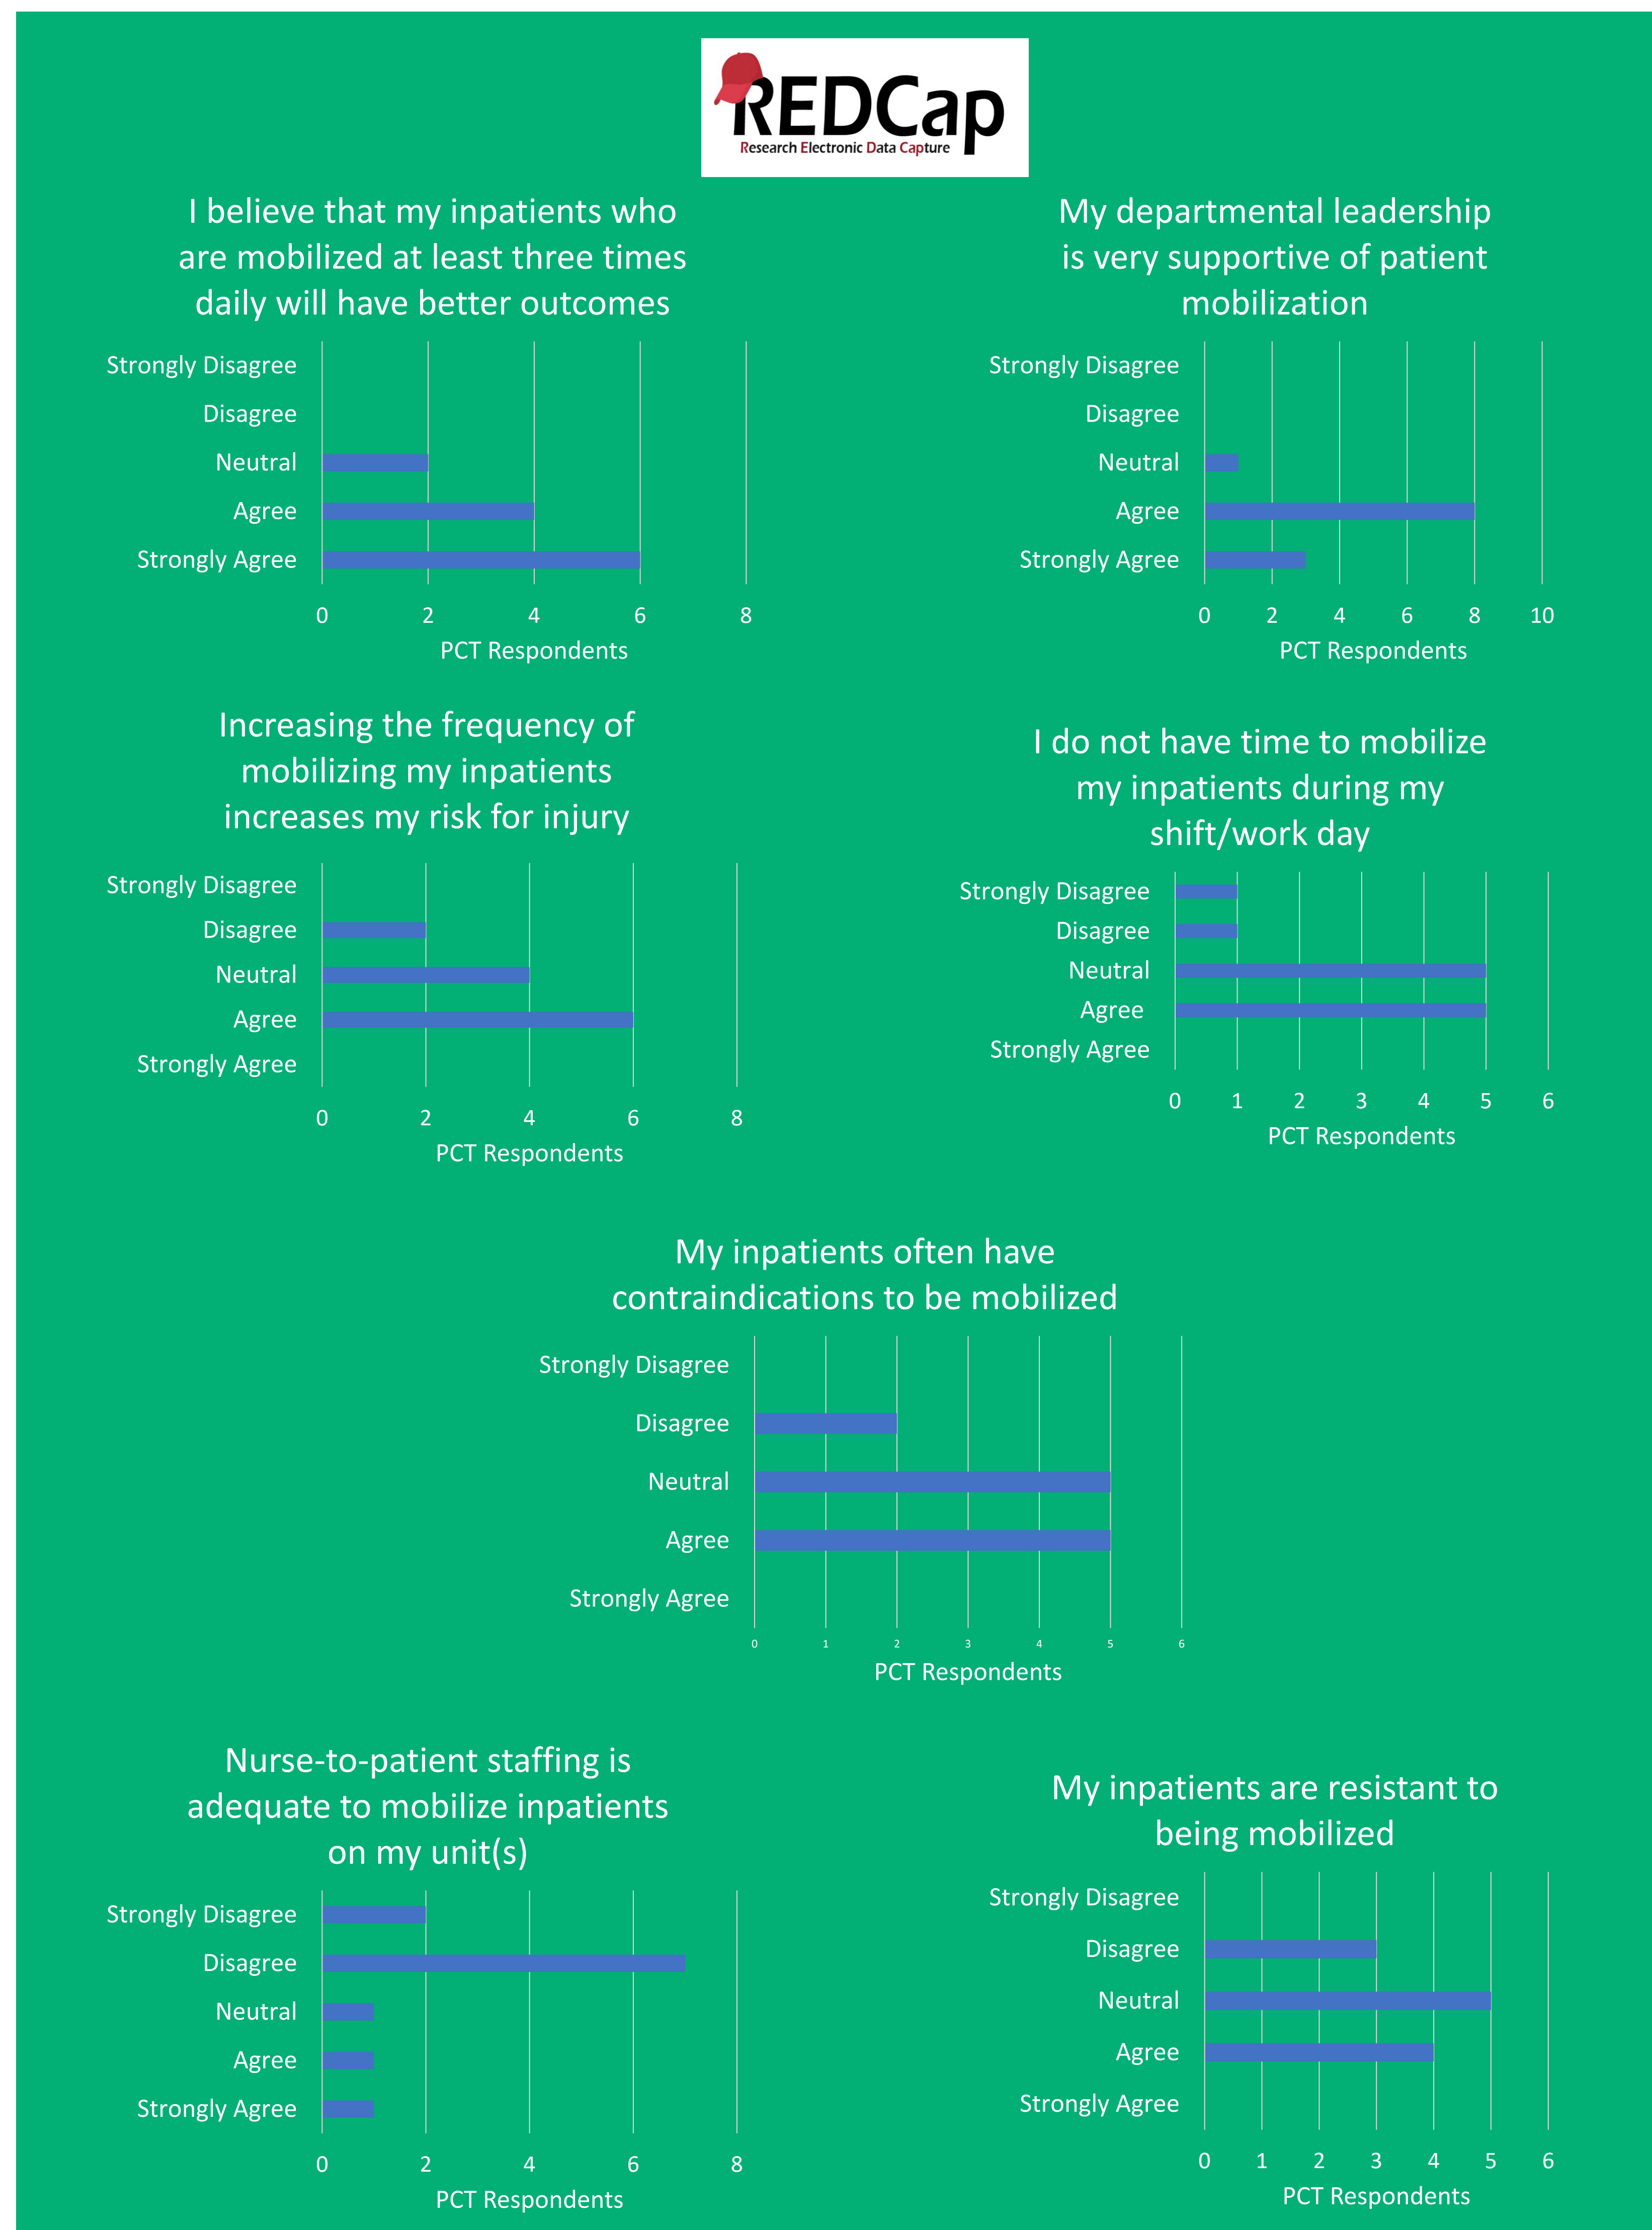 REDCap
Research Electronic Data Capture
I believe that my inpatients who
are mobilized at least three times
daily will have better outcomes
Strongly Disagree
Disagree
Neutral
Agree
Strongly Agree
0 2 4 6 8
PCT Respondents
My departmental leadership
is very supportive of patient
mobilization
Strongly Disagree
Disagree
Neutral
Agree
Strongly Agree
0 2 4 6 8 10
PCT Respondents
Increasing the frequency of
mobilizing my inpatients
increases my risk for injury
Strongly Disagree
Disagree
Neutral
Agree
Strongly Agree
0 2 4 6 8
PCT Respondents
I do not have time to mobilize
my inpatients during my
shift/work day
Strongly Disagree
Disagree
Neutral
Agree
Strongly Agree
0 1 2 3 4 5 6
PCT Respondents
My inpatients often have
contraindications to be mobilized
Strongly Disagree
Disagree
Neutral
Agree
Strongly Agree
0 1 2 3 4 5 6
PCT Respondents
Nurse-to-patient staffing is
adequate to mobilize inpatients
on my unit(s)
Strongly Disagree
Disagree
Neutral
Agree
Strongly Agree
0 2 4 6 8
PCT Respondents
My inpatients are resistant to
being mobilized
Strongly Disagree
Disagree
Neutral
Agree
Strongly Agree
0 1 2 3 4 5 6
PCT Respondents